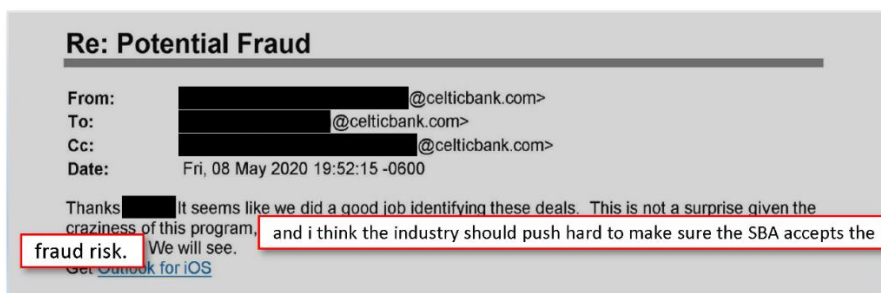 Re: Potential Fraud
From: @celticbank.com>
To: @celticbank.com>
Cc: @celticbank.com>
Date: Fri, 08 May 2020 19:52:15 -0600
Thanks It seems like we did a good job identifying these deals. This is not a surprise given the
craziness of this program, and i think the industry should push hard to make sure the SBA accepts the
fraud risk. We will see.
Get Outlook for iOS